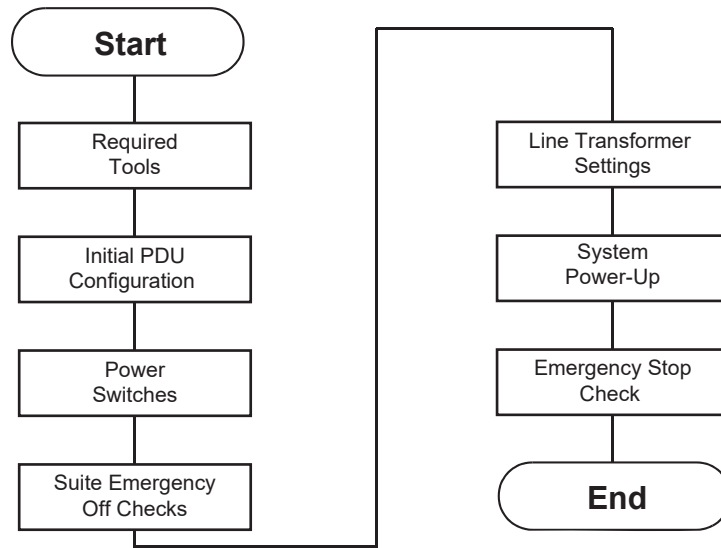 Start
Required
Tools
Initial PDU
Configuration
Power
Switches
Suite Emergency
Off Checks
Line Transformer
Settings
System
Power-Up
Emergency Stop
Check
End